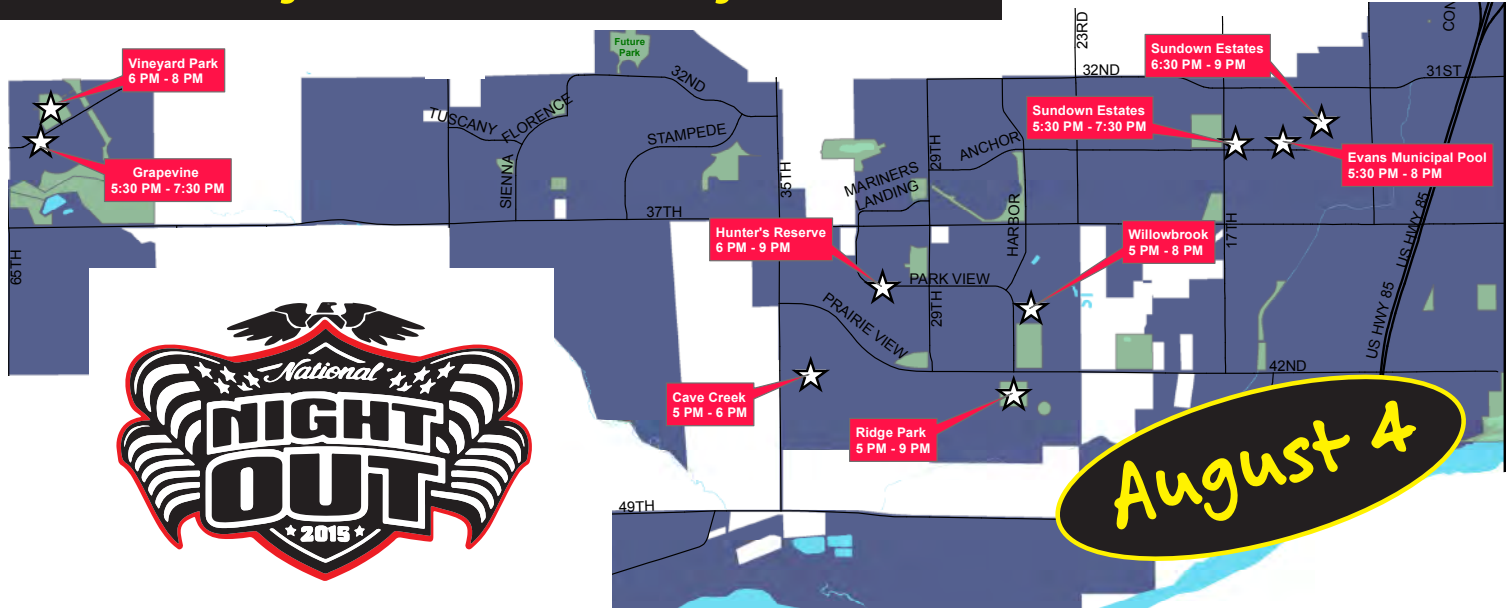 Future
Park
Vineyard Park
6 PM - 8 PM
Grapevine
5:30 PM - 7:30 PM
Sundown Estates
6:30 PM - 9 PM
Sundown Estates
5:30 PM - 7:30 PM
Evans Municipal Pool
5:30 PM - 8 PM
Hunter's Reserve
6 PM - 9 PM
Willowbrook
5 PM - 8 PM
Cave Creek
5 PM - 6 PM
Ridge Park
5 PM - 9 PM
23RD
32ND
31ST
32ND
TUSCANY
FLORENCE
STAMPEDE
SIENNA
35TH
29TH
ANCHOR
MARINERS
LANDING
HARBOR
37TH
17TH
US HWY 85
65TH
PARK VIEW
29TH
PRAIRIE VIEW
US HWY 85
42ND
49TH
National
NIGHT
OUT
2015
August 4